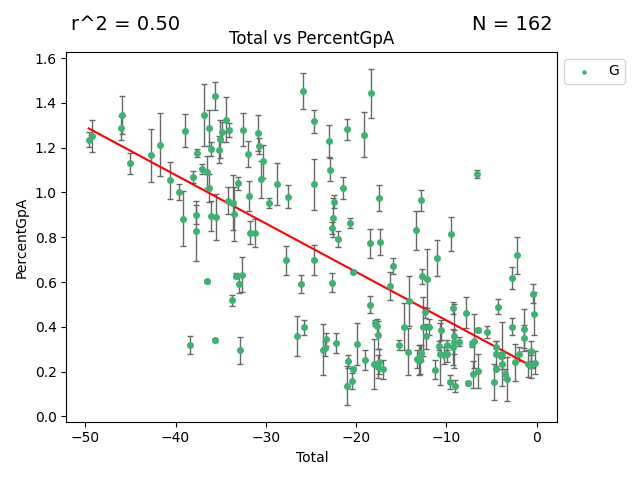 r^2 = 0.50
N = 162
Total vs PercentGpA
G
1.6
1.4
1.2
1.0
0.8
0.6
0.4
0.2
0.0
PercentGpA
−50
−40
−30
−20
−10
0
Total